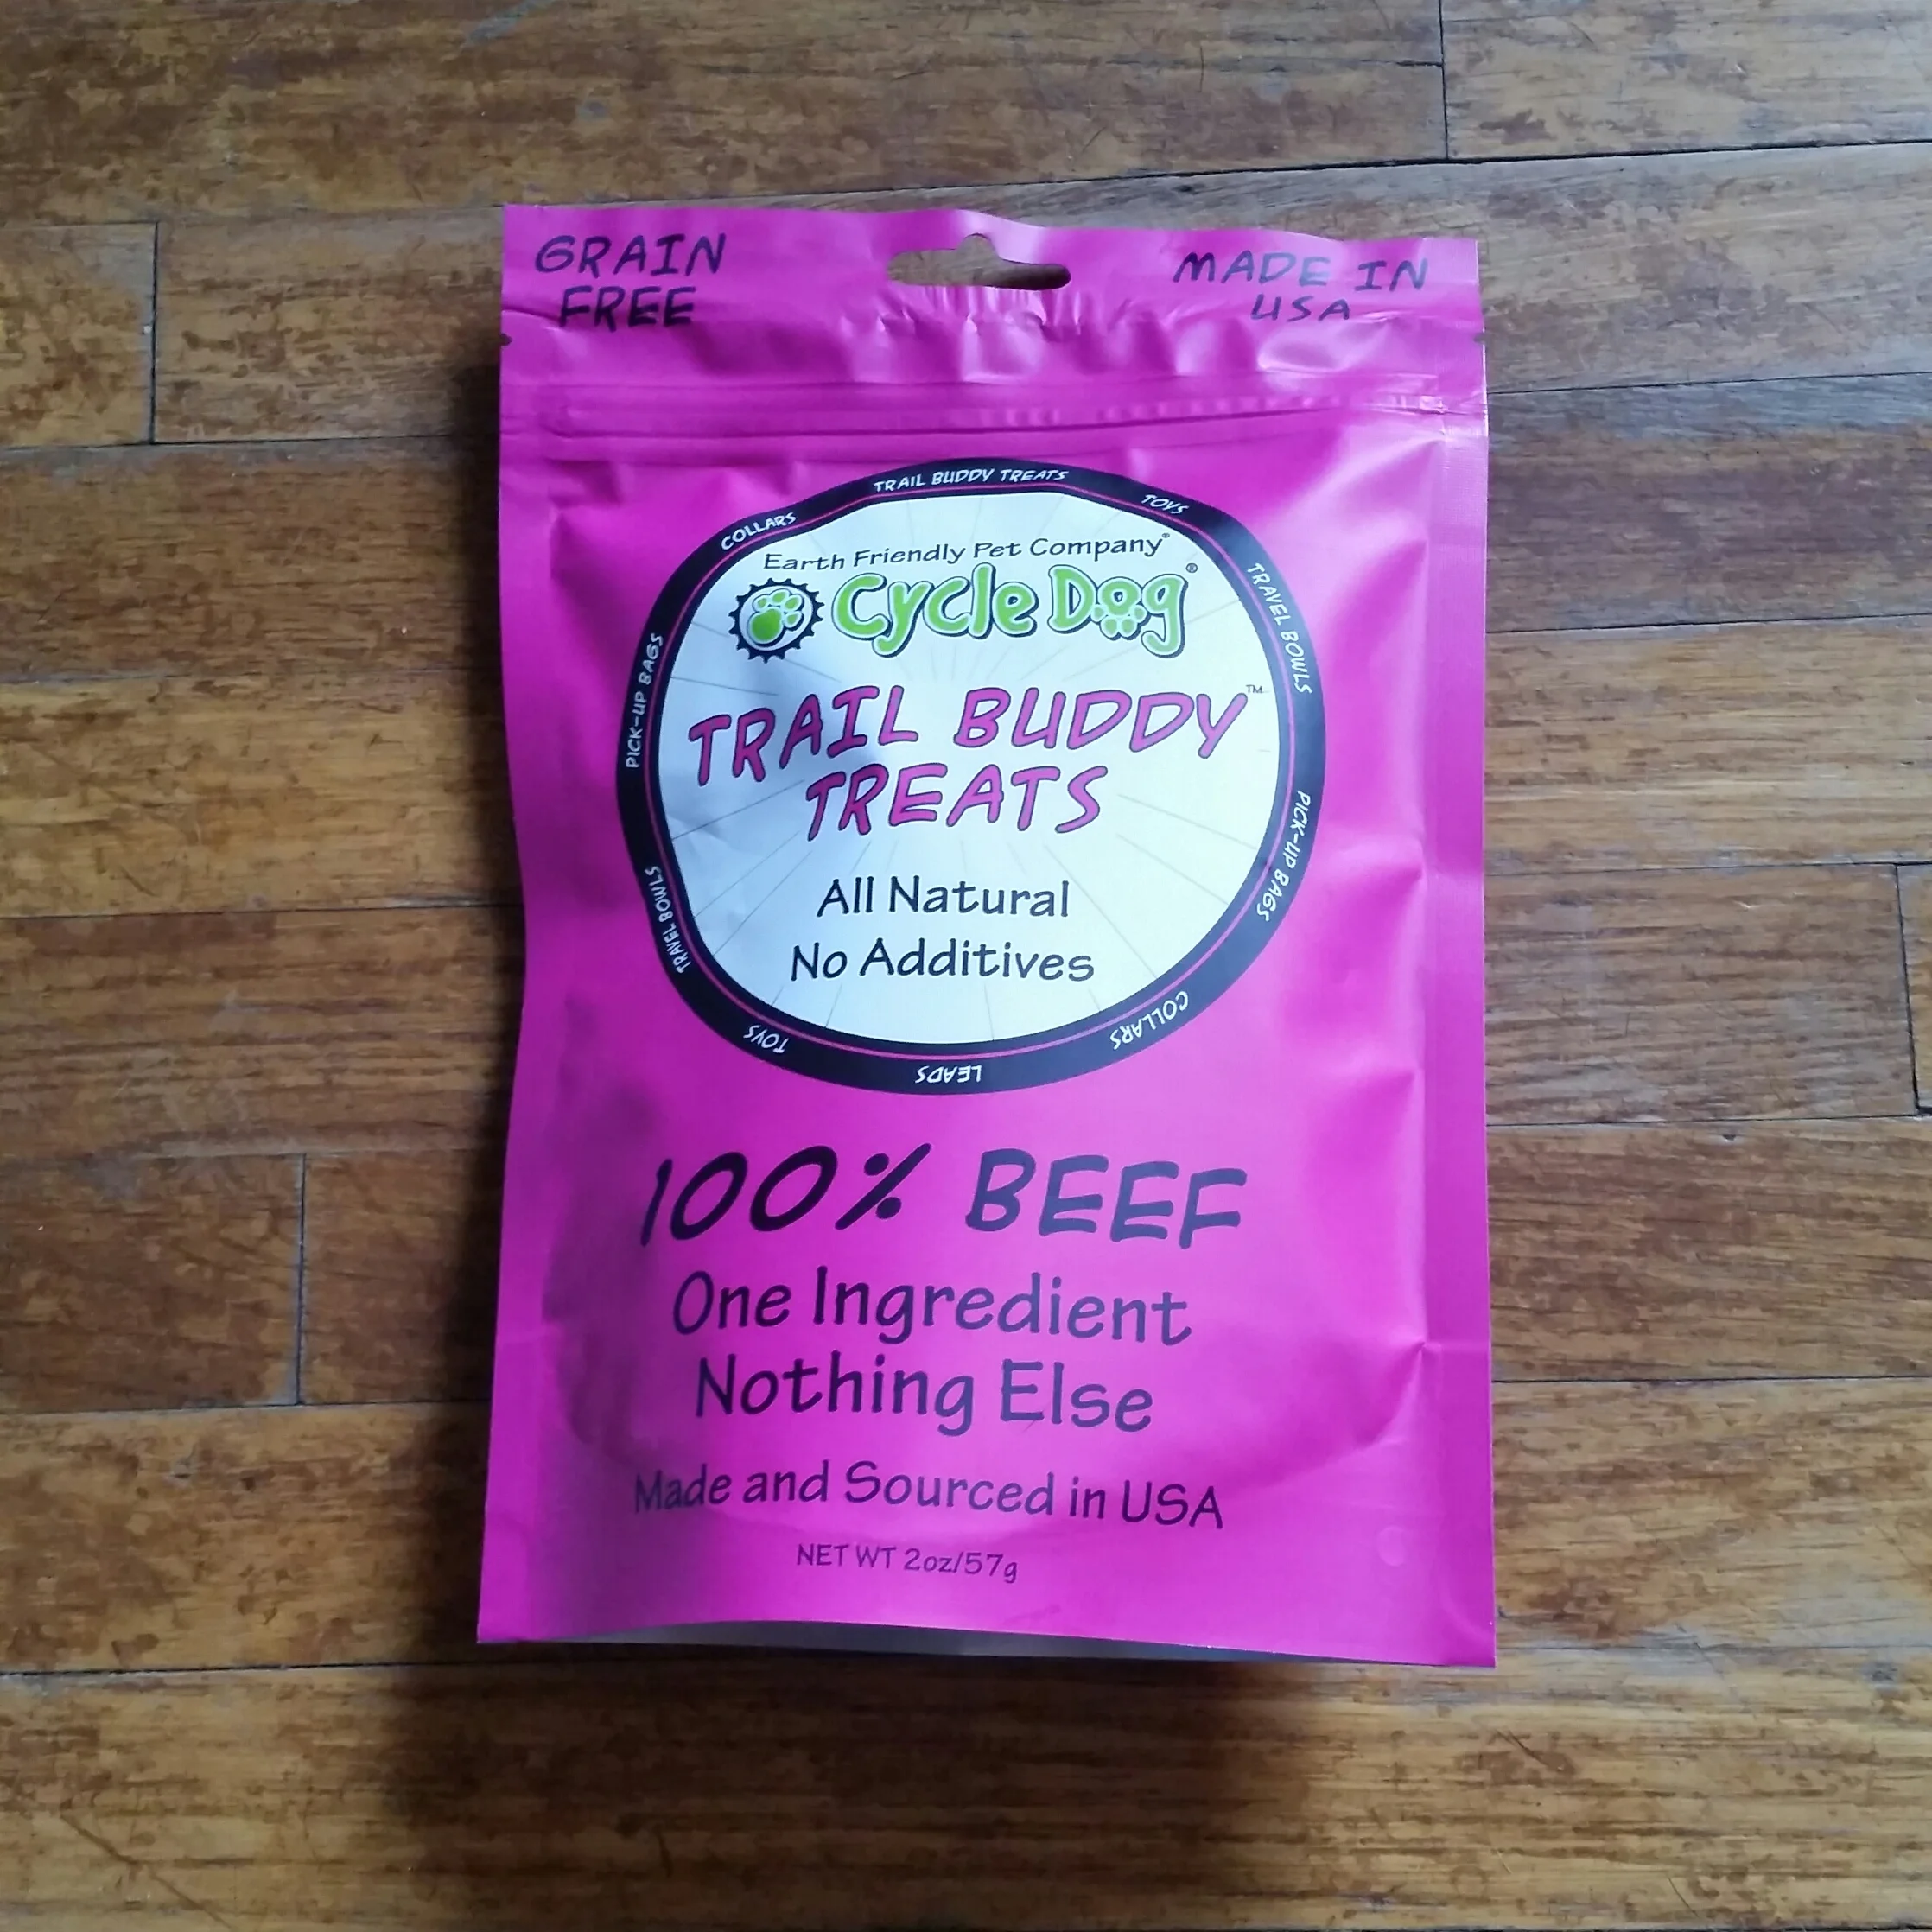 GRAIN
FREE
MADE IN
USA
TRAIL BUDDY TREATS
TOYS
TRAVEL BOWLS
PICK-UP BAGS
COLLARS
LEADS
TOYS
TRAVEL BOWLS
PICK-UP BAGS
COLLARS
Earth Friendly Pet Company®
Cycle Dog®
TRAIL BUDDY™
TREATS
All Natural
No Additives
100% BEEF
One Ingredient
Nothing Else
Made and Sourced in USA
NET WT 2oz/57g